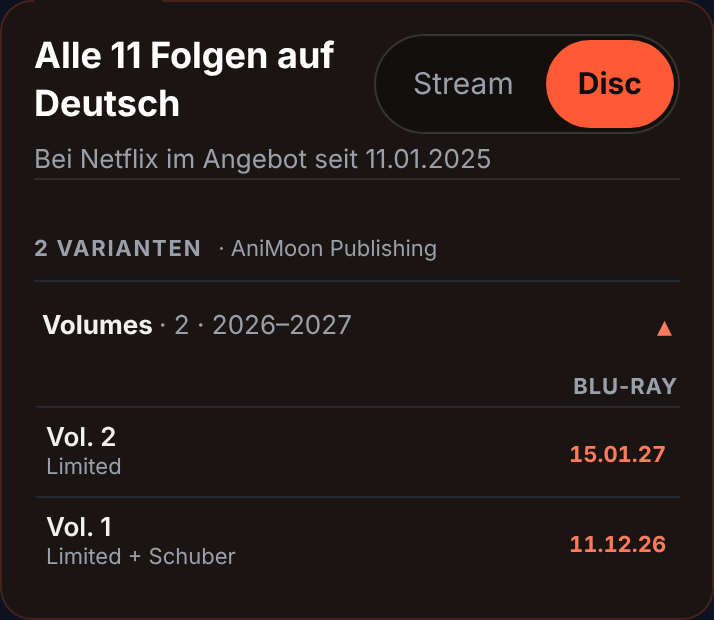 Alle 11 Folgen auf
Deutsch
Stream
Disc
Bei Netflix im Angebot seit 11.01.2025
2 VARIANTEN · AniMoon Publishing
Volumes · 2 · 2026–2027 ▲
BLU-RAY
Vol. 2
Limited
15.01.27
Vol. 1
Limited + Schuber
11.12.26